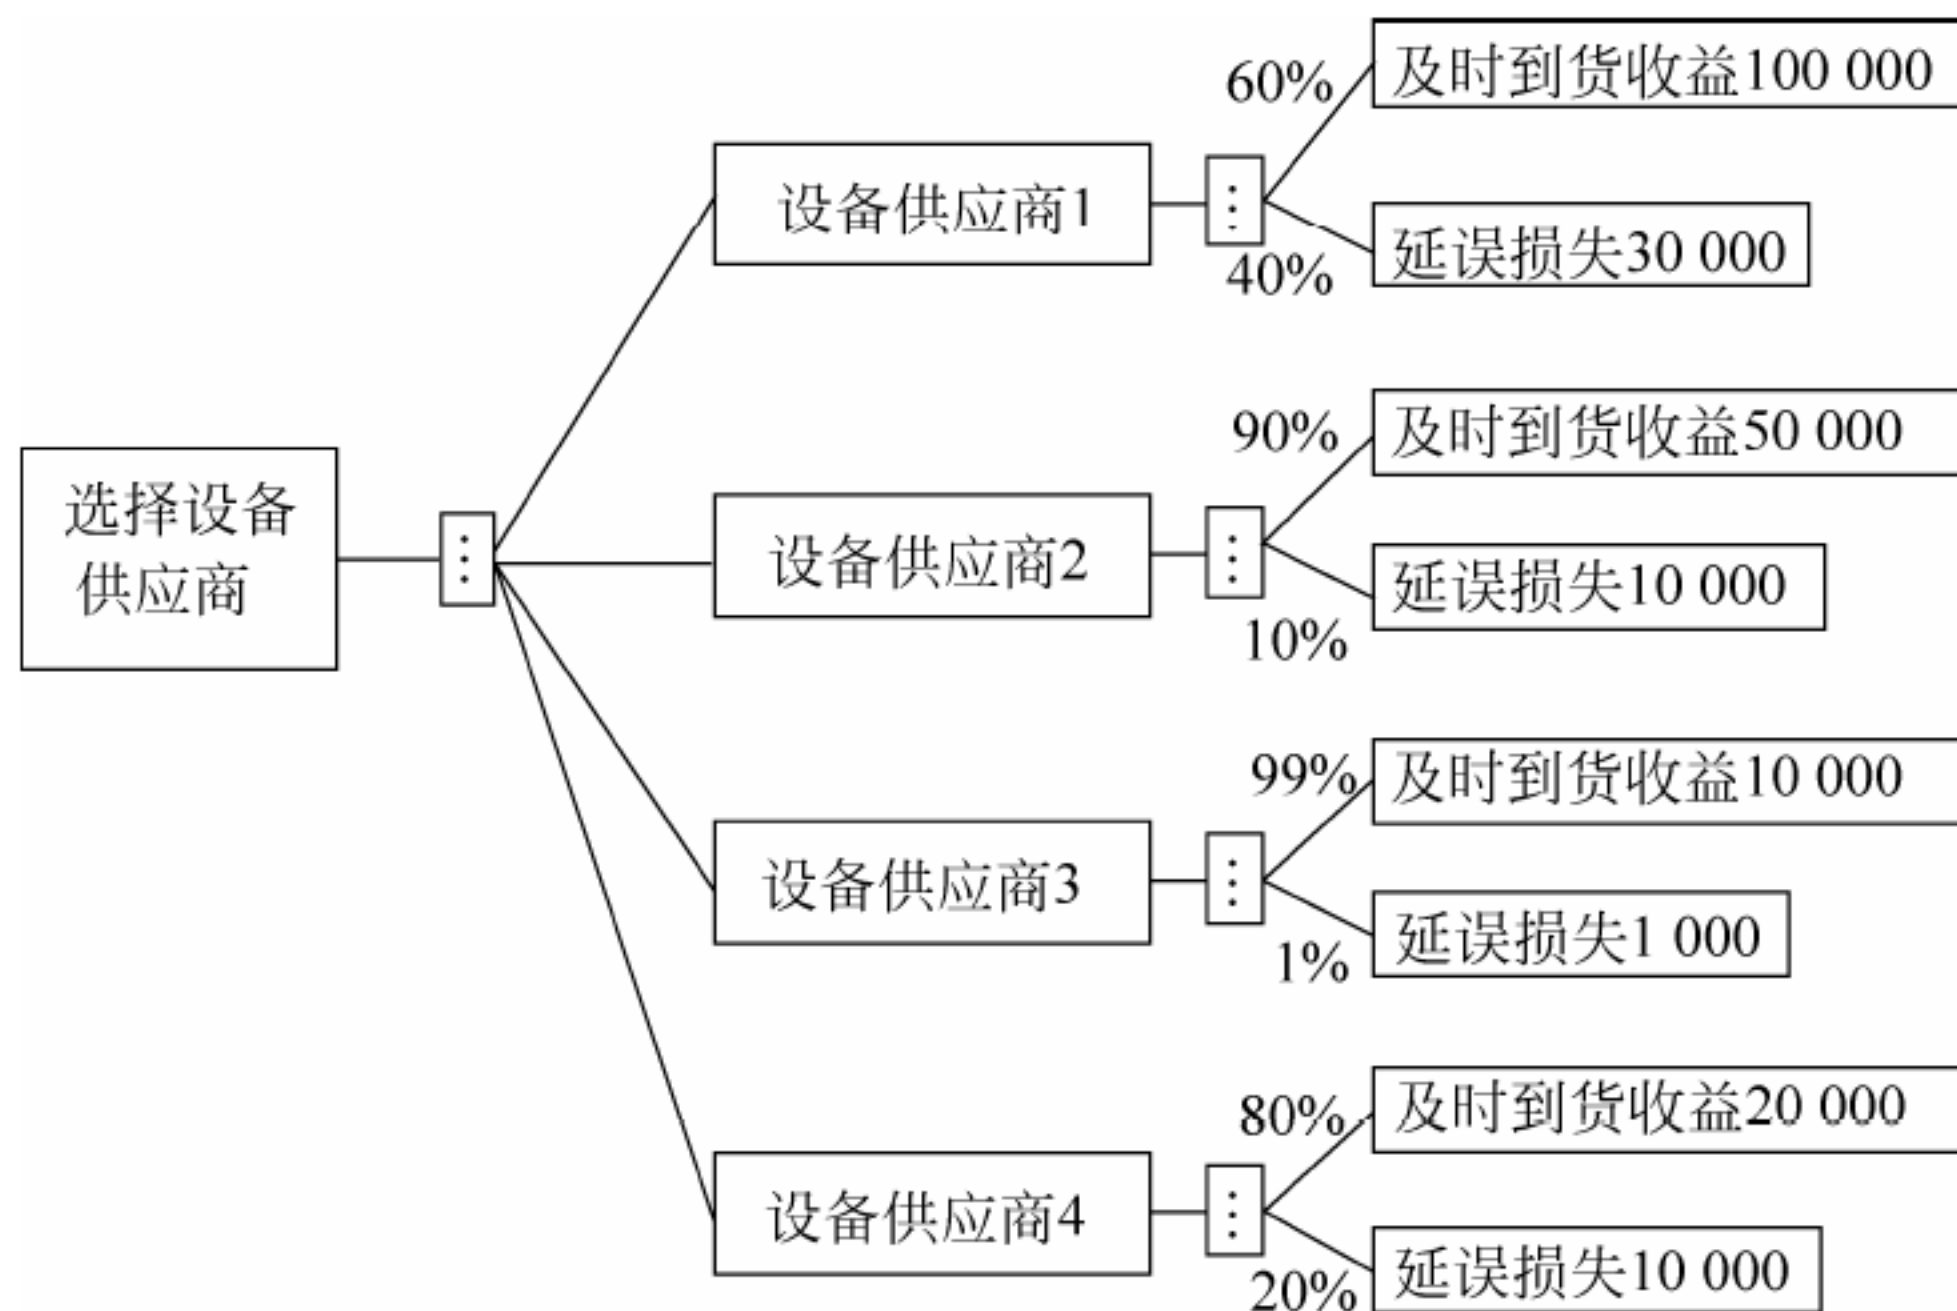 选择设备
供应商
设备供应商1
60%
及时到货收益100 000
40%
延误损失30 000
设备供应商2
90%
及时到货收益50 000
10%
延误损失10 000
设备供应商3
99%
及时到货收益10 000
1%
延误损失1 000
设备供应商4
80%
及时到货收益20 000
20%
延误损失10 000